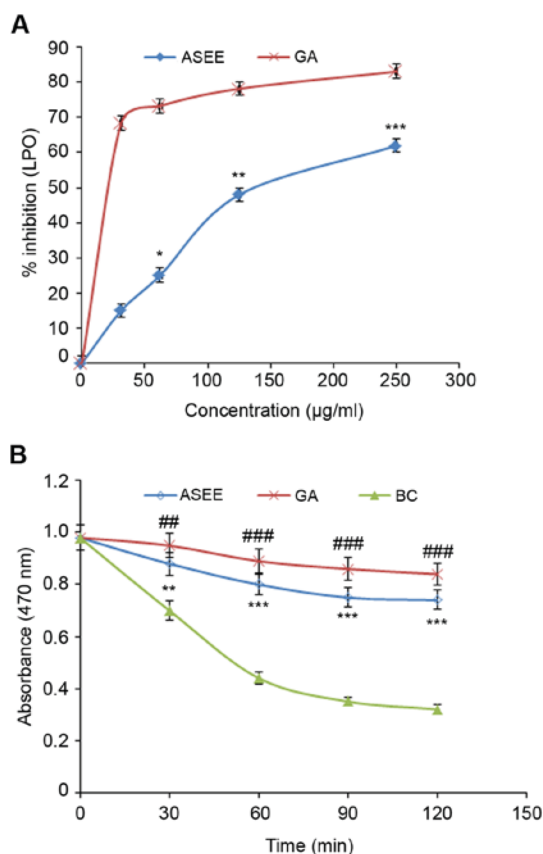 A
ASEE GA
% inhibition (LPO)
90
80
70
60
50
40
30
20
10
0
*
**
***
0 50 100 150 200 250 300
Concentration (µg/ml)
B
ASEE GA BC
Absorbance (470 nm)
1.2
1.0
0.8
0.6
0.4
0.2
0
## ### ### ###
** *** *** ***
0 30 60 90 120 150
Time (min)